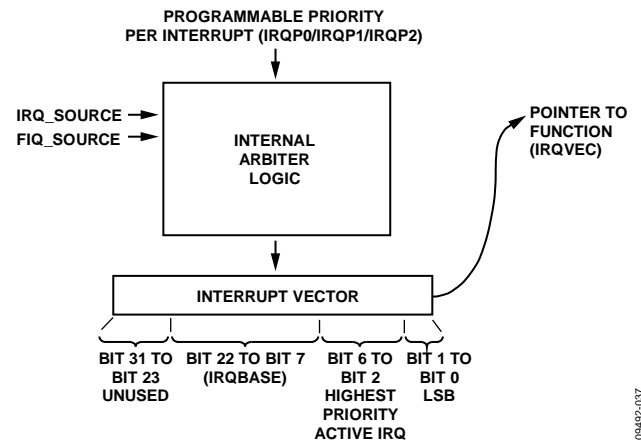 PROGRAMMABLE PRIORITY
PER INTERRUPT (IRQP0/IRQP1/IRQP2)
IRQ_SOURCE
FIQ_SOURCE
INTERNAL
ARBITER
LOGIC
POINTER TO
FUNCTION
(IRQVEC)
INTERRUPT VECTOR
BIT 31 TO
BIT 23
UNUSED
BIT 22 TO BIT 7
(IRQBASE)
BIT 6 TO
BIT 2
HIGHEST
PRIORITY
ACTIVE IRQ
BIT 1 TO
BIT 0
LSB
09492-037